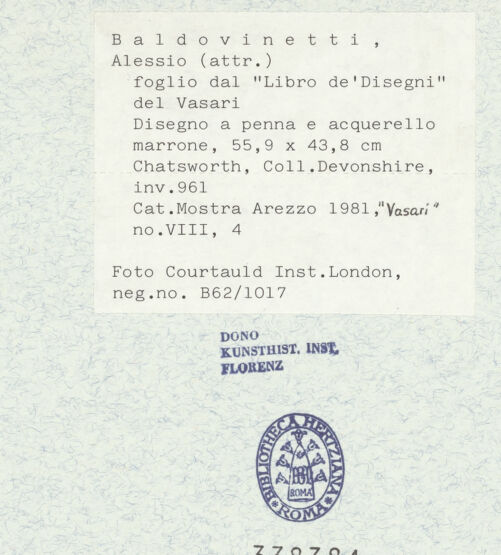 B a l d o v i n e t t i ,
Alessio (attr.)
foglio dal "Libro de'Disegni"
del Vasari
Disegno a penna e acquerello
marrone, 55,9 x 43,8 cm
Chatsworth, Coll.Devonshire,
inv.961
Cat.Mostra Arezzo 1981,"Vasari"
no.VIII, 4
Foto Courtauld Inst.London,
neg.no. B62/1017
DONO
KUNSTHIST. INST.
FLORENZ
BIBLIOTHECA HERTZIANA
ROMA
ROMA